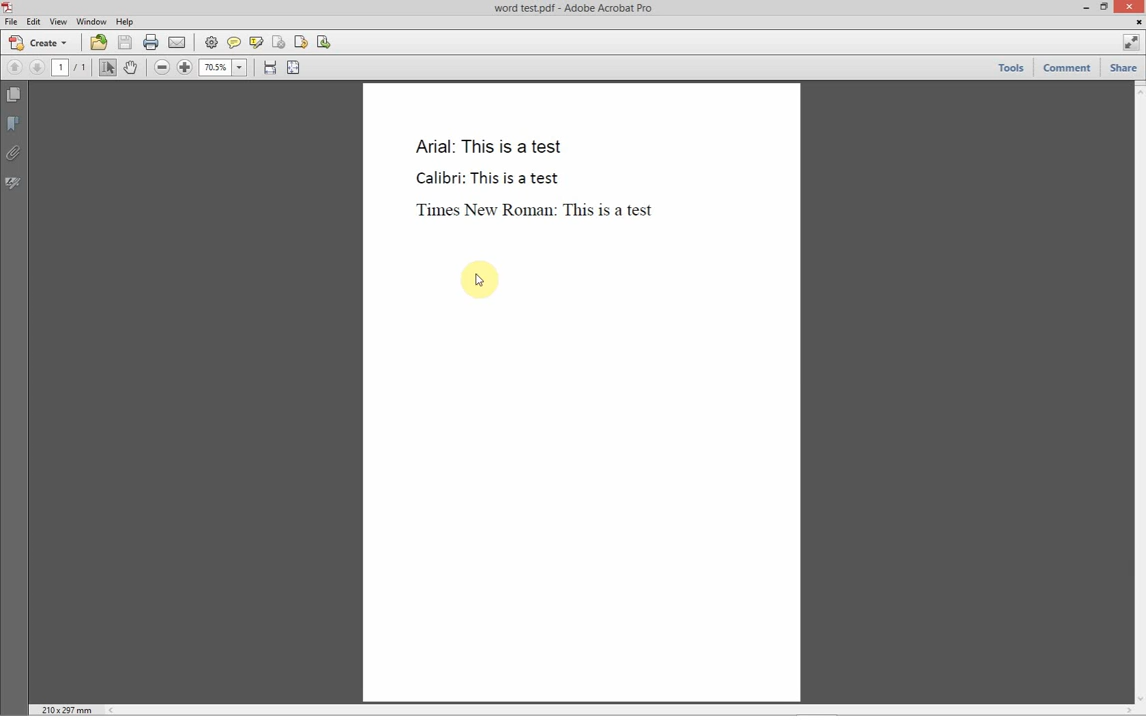 word test.pdf - Adobe Acrobat Pro
File Edit View Window Help
Create
1 / 1 70.5% Tools Comment Share
Arial: This is a test
Calibri: This is a test
Times New Roman: This is a test
210 x 297 mm